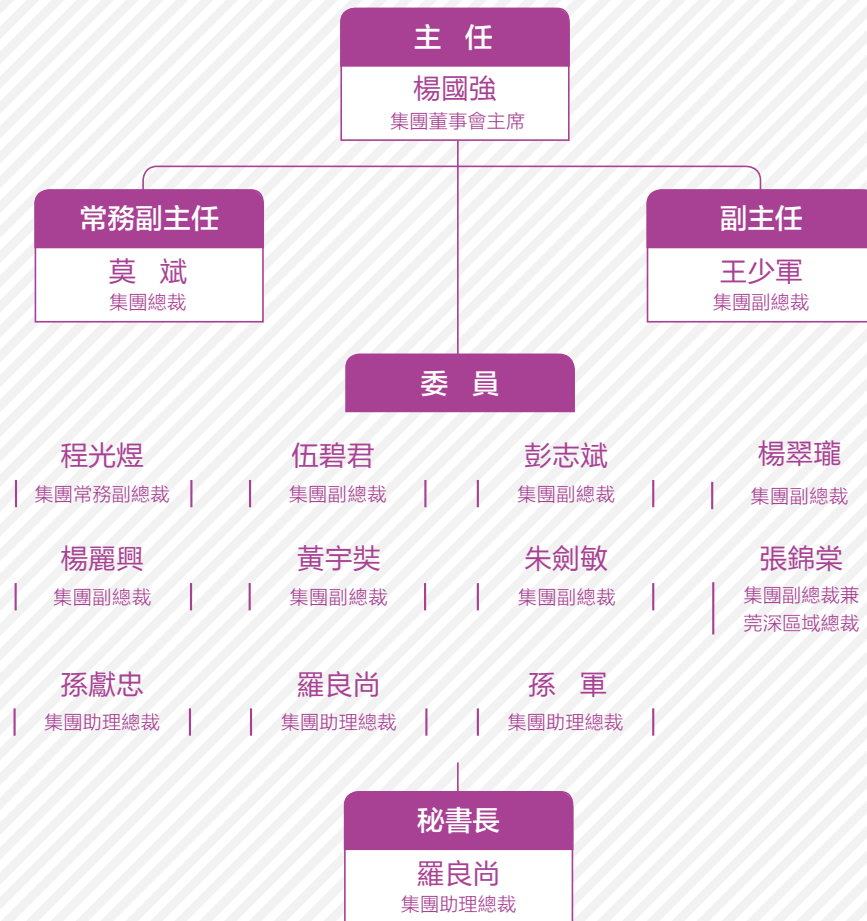 主 任
楊國強
集團董事會主席
常務副主任
莫 斌
集團總裁
副主任
王少軍
集團副總裁
委 員
程光煜
集團常務副總裁
伍碧君
集團副總裁
彭志斌
集團副總裁
楊翠瓏
集團副總裁
楊麗興
集團副總裁
黃宇奘
集團副總裁
朱劍敏
集團副總裁
張錦棠
集團副總裁兼
莞深區域總裁
孫獻忠
集團助理總裁
羅良尚
集團助理總裁
孫 軍
集團助理總裁
秘書長
羅良尚
集團助理總裁